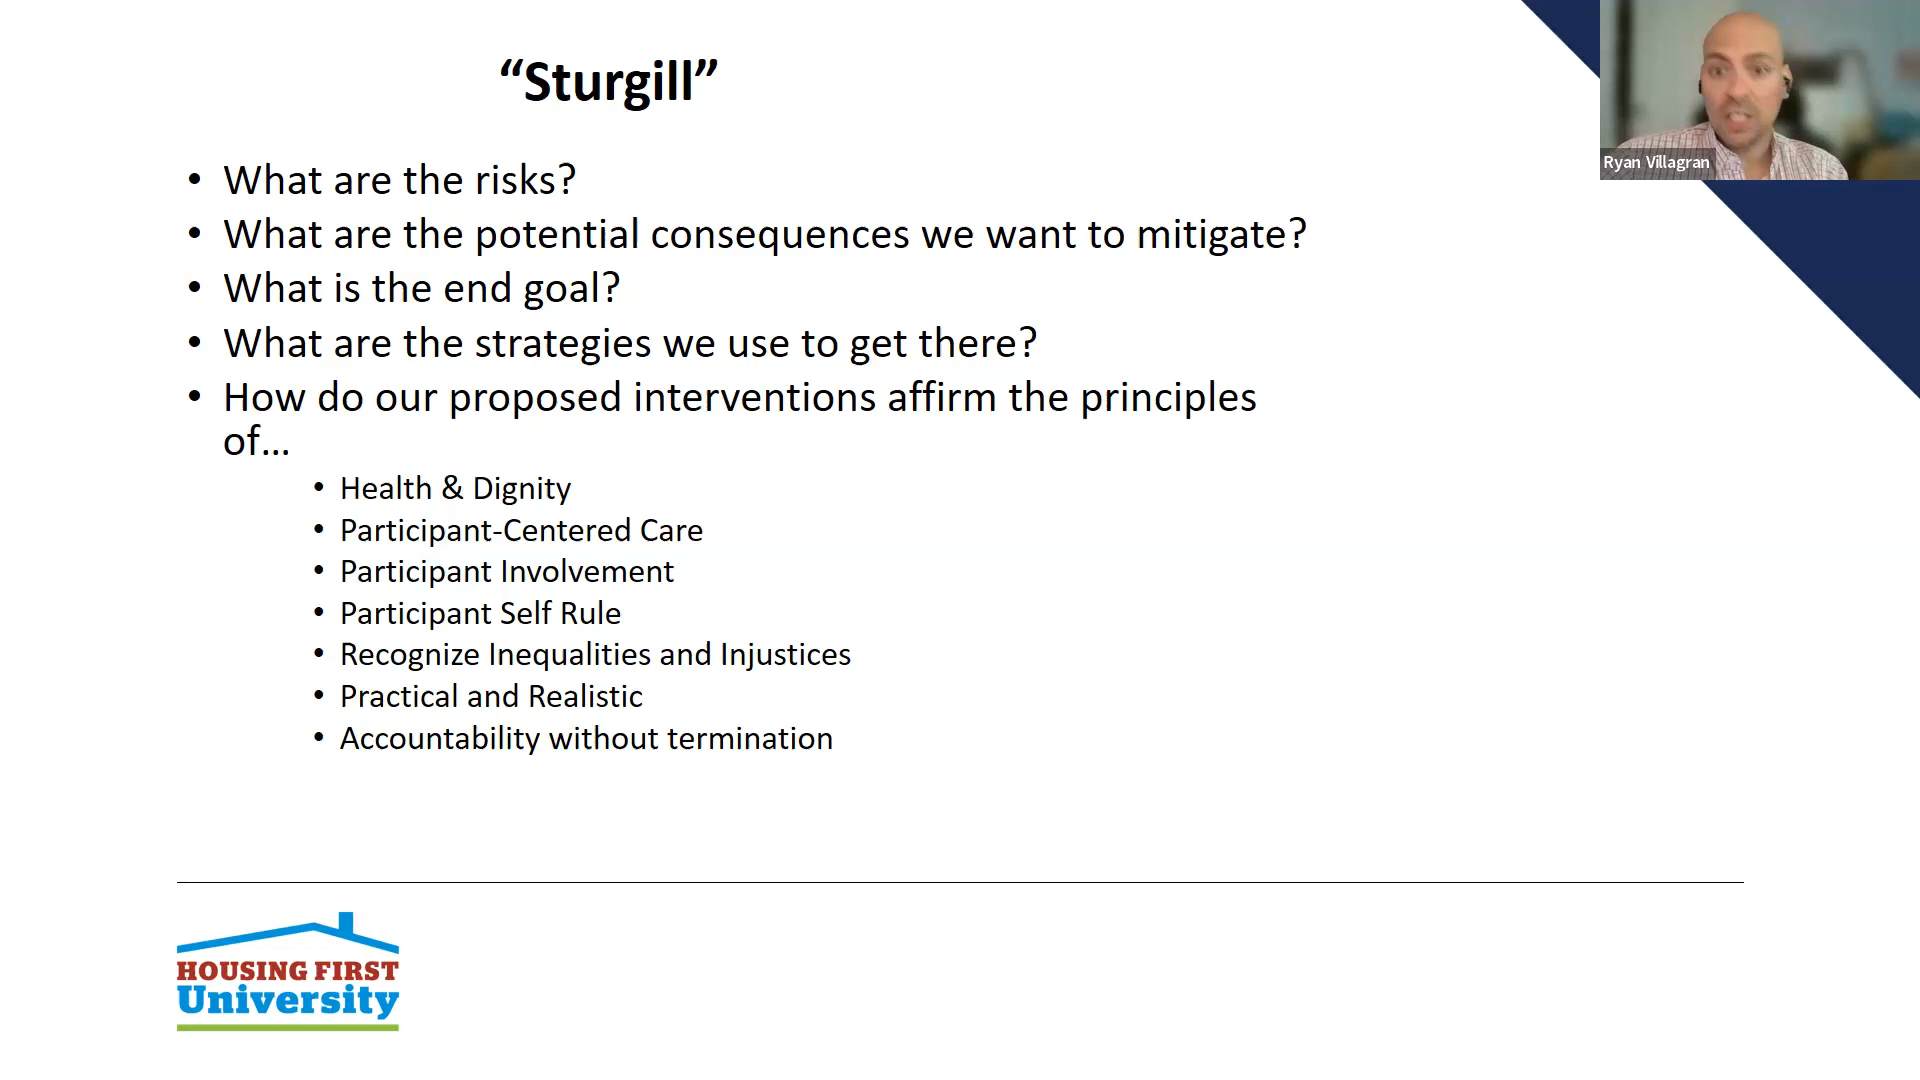 “Sturgill”
Ryan Villagran
• What are the risks?
• What are the potential consequences we want to mitigate?
• What is the end goal?
• What are the strategies we use to get there?
• How do our proposed interventions affirm the principles
of…
• Health & Dignity
• Participant-Centered Care
• Participant Involvement
• Participant Self Rule
• Recognize Inequalities and Injustices
• Practical and Realistic
• Accountability without termination
HOUSING FIRST
University